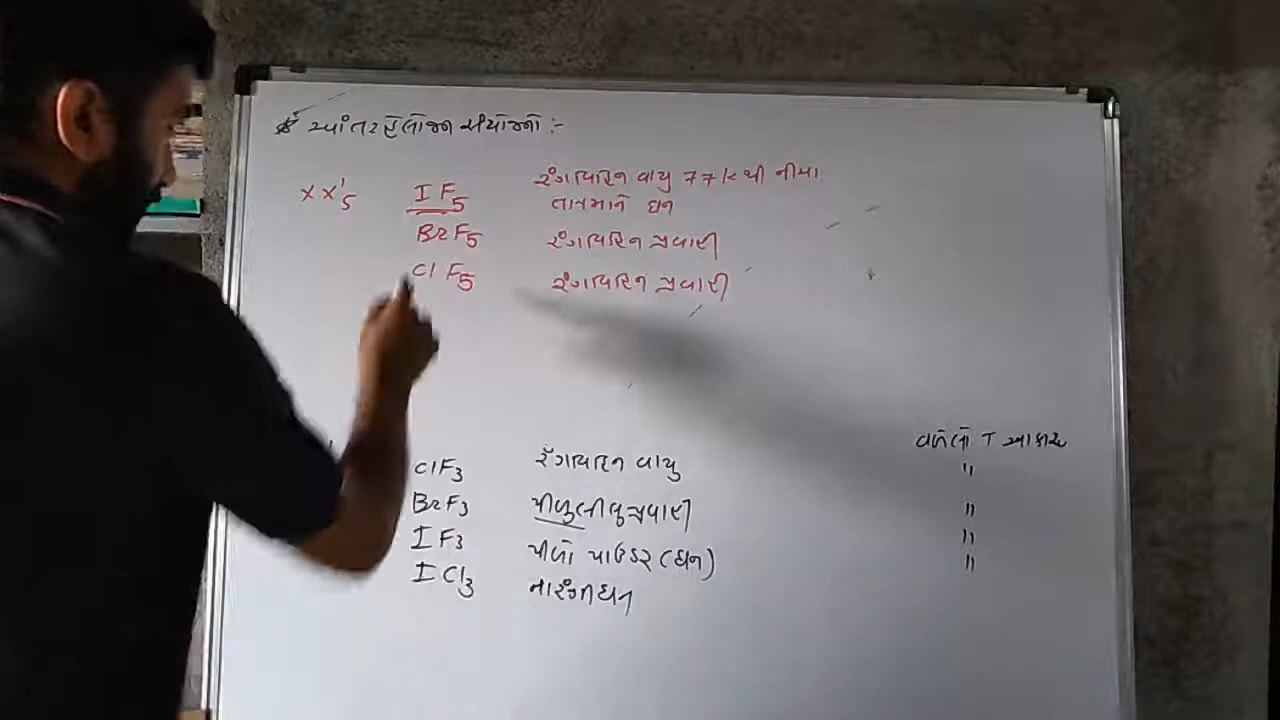 * આંતરહેલોજન સંયોજનો :-
XX'5 IF5 રંગવિહિન વાયુ 77K થી નીચા
તાપમાને ઘન
BrF5 રંગવિહિન પ્રવાહી
ClF5 રંગવિહિન પ્રવાહી
વળેલો T આકાર
ClF3 રંગવિહિન વાયુ "
BrF3 પીળુલીલુ પ્રવાહી "
IF3 પીળો પાઉડર (ઘન) "
ICl3 નારંગી ઘન "